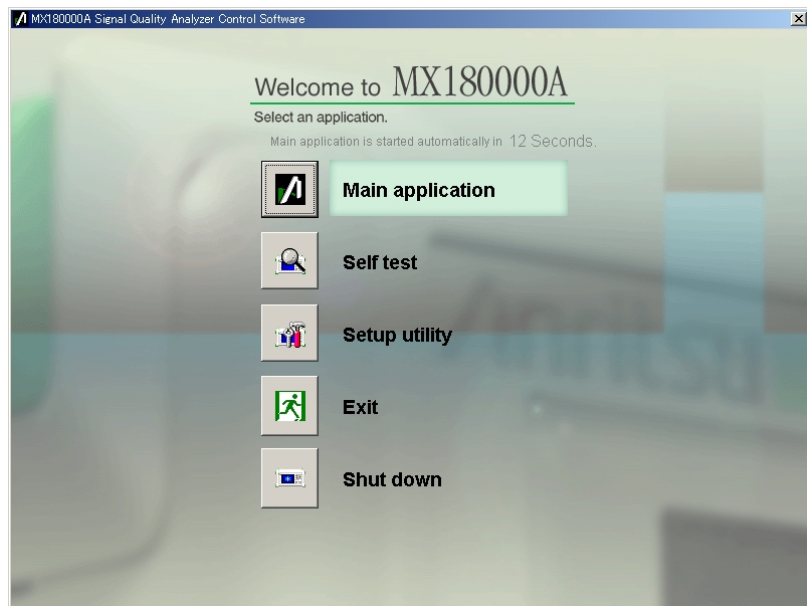 MX180000A Signal Quality Analyzer Control Software
Welcome to MX180000A
Select an application.
Main application is started automatically in 12 Seconds.
Main application
Self test
Setup utility
Exit
Shut down
Anritsu